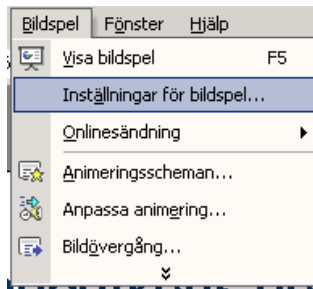 Bildspel Fönster Hjälp
Visa bildspel F5
Inställningar för bildspel...
Onlinesändning
Animeringsscheman...
Anpassa animering...
Bildövergång...